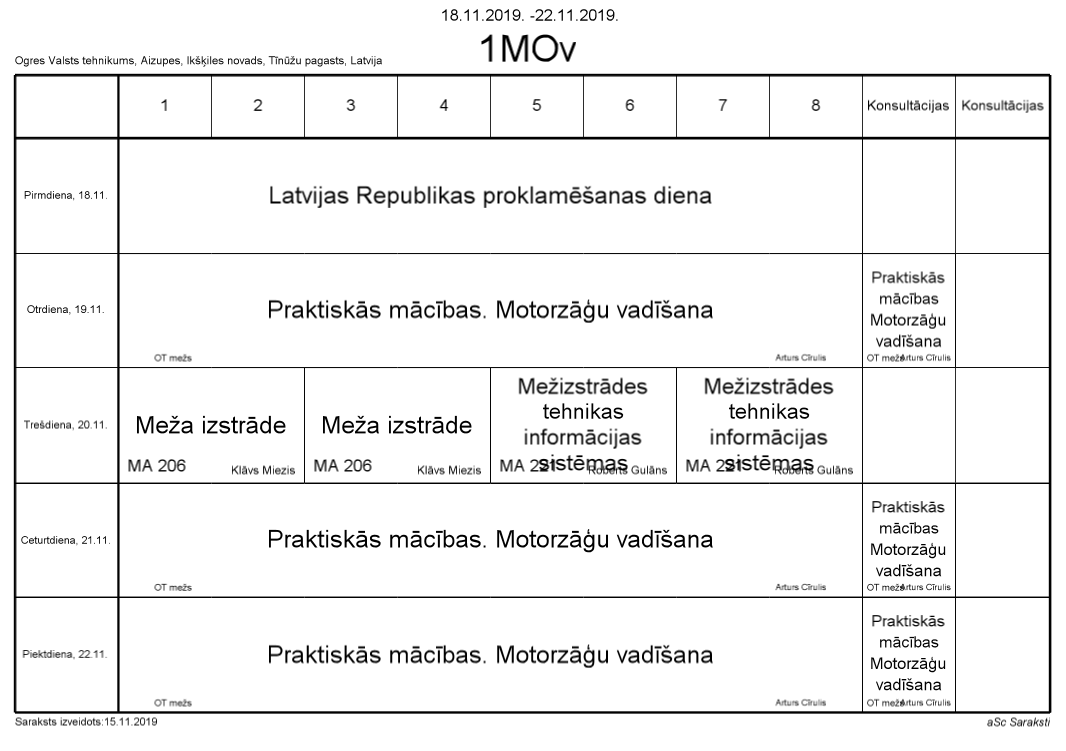 18.11.2019. -22.11.2019.
1MOv
Ogres Valsts tehnikums, Aizupes, Ikšķiles novads, Tīnūžu pagasts, Latvija
1 2 3 4 5 6 7 8 Konsultācijas Konsultācijas
Pirmdiena, 18.11.
Latvijas Republikas proklamēšanas diena
Otrdiena, 19.11.
Praktiskās mācības. Motorzāģu vadīšana
OT mežs
Arturs Cīrulis
Praktiskās
mācības
Motorzāģu
vadīšana
OT mežs Arturs Cīrulis
Trešdiena, 20.11.
Meža izstrāde
MA 206
Klāvs Miezis
Meža izstrāde
MA 206
Klāvs Miezis
Mežizstrādes
tehnikas
informācijas
sistēmas
MA 221
Roberts Gulāns
Mežizstrādes
tehnikas
informācijas
sistēmas
MA 221
Roberts Gulāns
Ceturtdiena, 21.11.
Praktiskās mācības. Motorzāģu vadīšana
OT mežs
Arturs Cīrulis
Praktiskās
mācības
Motorzāģu
vadīšana
OT mežs Arturs Cīrulis
Piektdiena, 22.11.
Praktiskās mācības. Motorzāģu vadīšana
OT mežs
Arturs Cīrulis
Praktiskās
mācības
Motorzāģu
vadīšana
OT mežs Arturs Cīrulis
Saraksts izveidots:15.11.2019
aSc Saraksti